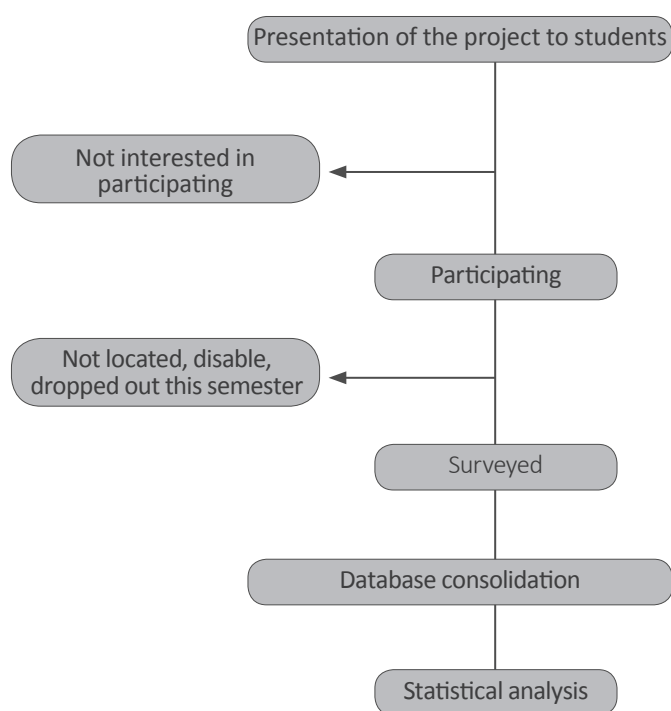 Presentation of the project to students
Not interested in
participating
Participating
Not located, disable,
dropped out this semester
Surveyed
Database consolidation
Statistical analysis